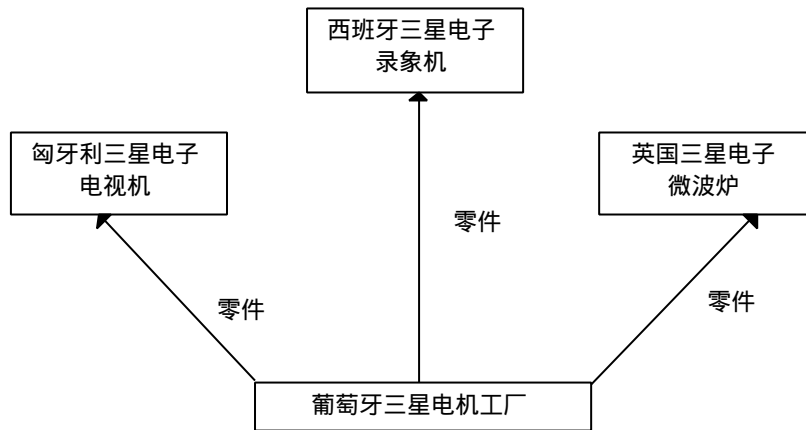 西班牙三星电子
录象机
匈牙利三星电子
电视机
英国三星电子
微波炉
零件
零件
零件
葡萄牙三星电机工厂